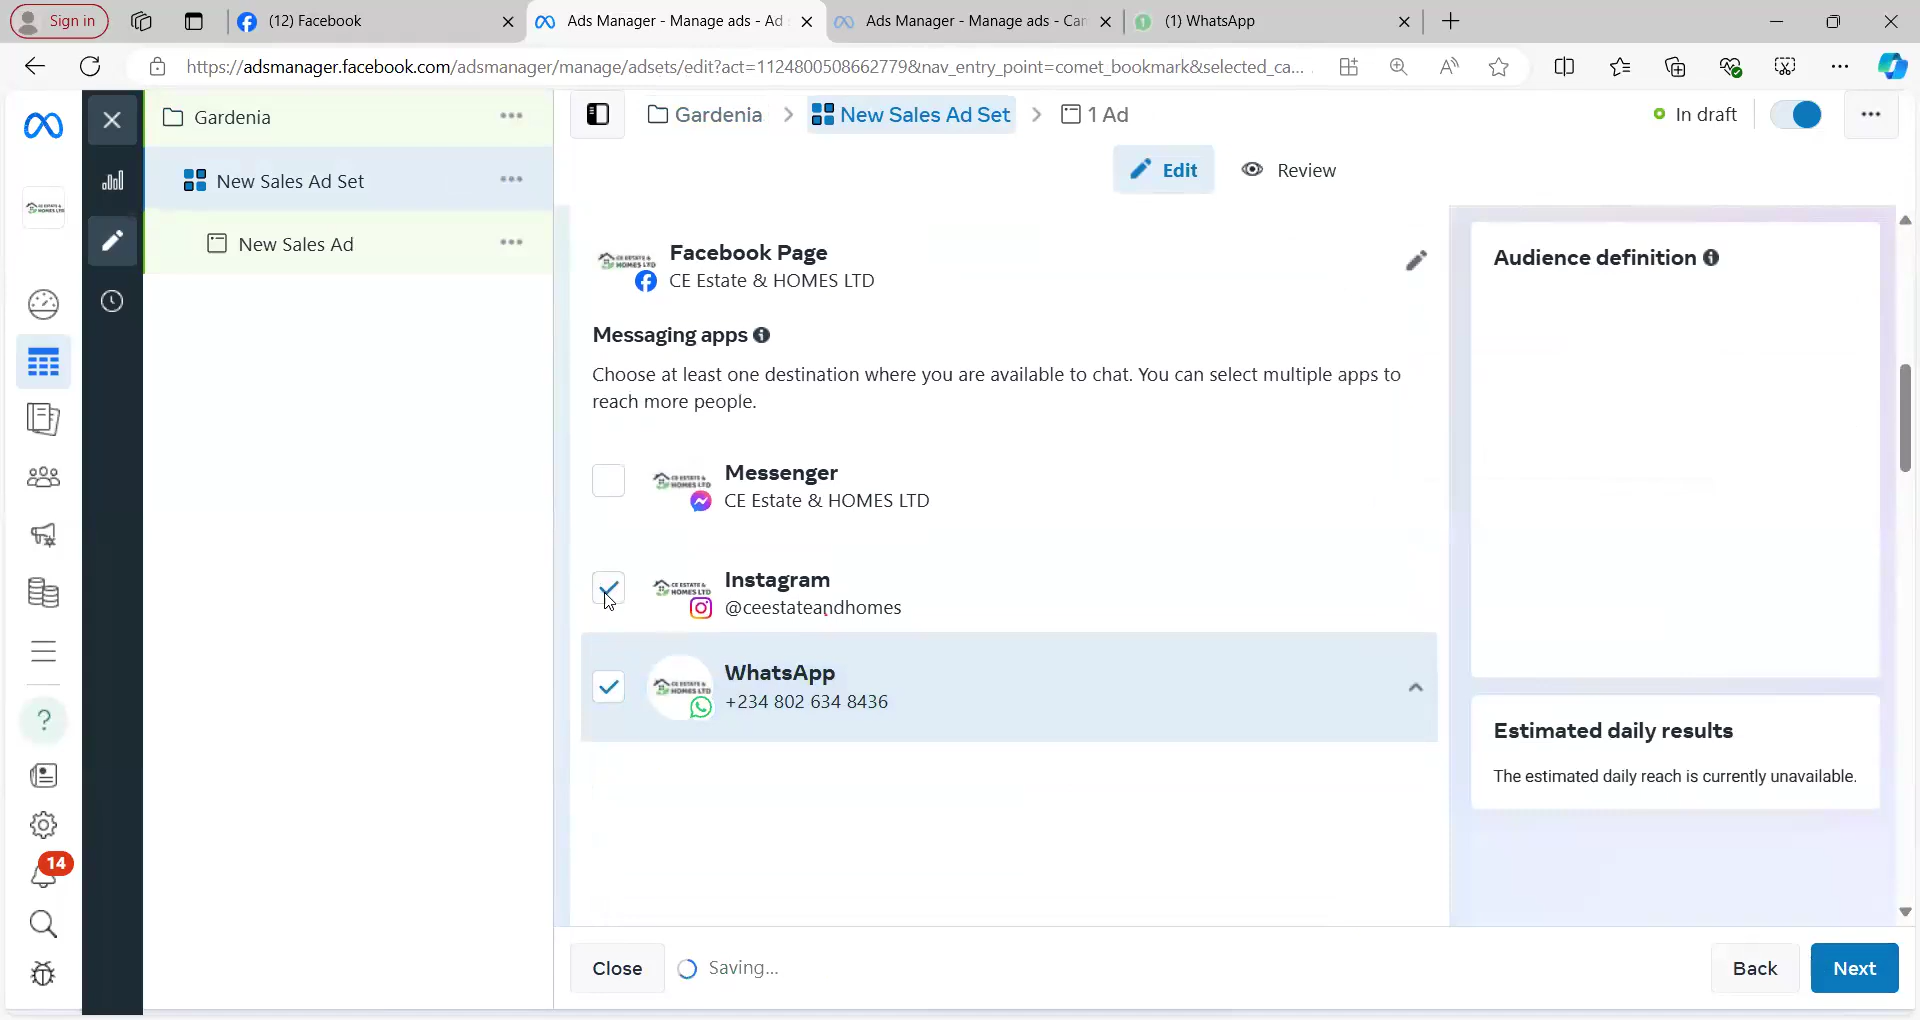 Sign in
(12) Facebook
Ads Manager - Manage ads - Ad
Ads Manager - Manage ads - Car
(1) WhatsApp
https://adsmanager.facebook.com/adsmanager/manage/adsets/edit?act=1124800508662779&nav_entry_point=comet_bookmark&selected_ca...
Gardenia
New Sales Ad Set
New Sales Ad
Gardenia
New Sales Ad Set
1 Ad
In draft
Edit
Review
Facebook Page
CE Estate & HOMES LTD
Messaging apps
Choose at least one destination where you are available to chat. You can select multiple apps to
reach more people.
Messenger
CE Estate & HOMES LTD
Instagram
@ceestateandhomes
WhatsApp
+234 802 634 8436
Audience definition
Estimated daily results
The estimated daily reach is currently unavailable.
14
Close
Saving...
Back
Next